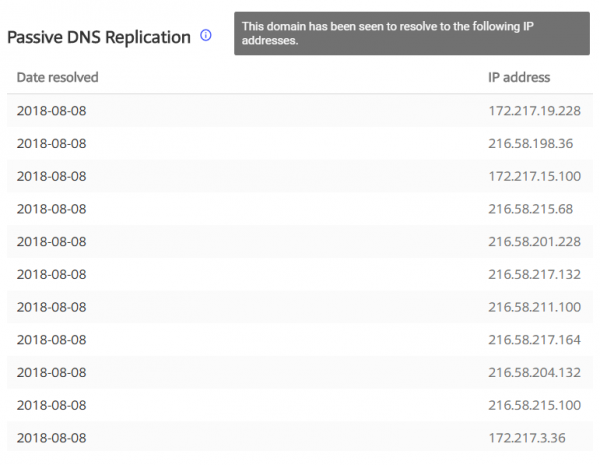 Passive DNS Replication
This domain has been seen to resolve to the following IP
addresses.
Date resolved IP address
2018-08-08 172.217.19.228
2018-08-08 216.58.198.36
2018-08-08 172.217.15.100
2018-08-08 216.58.215.68
2018-08-08 216.58.201.228
2018-08-08 216.58.217.132
2018-08-08 216.58.211.100
2018-08-08 216.58.217.164
2018-08-08 216.58.204.132
2018-08-08 216.58.215.100
2018-08-08 172.217.3.36